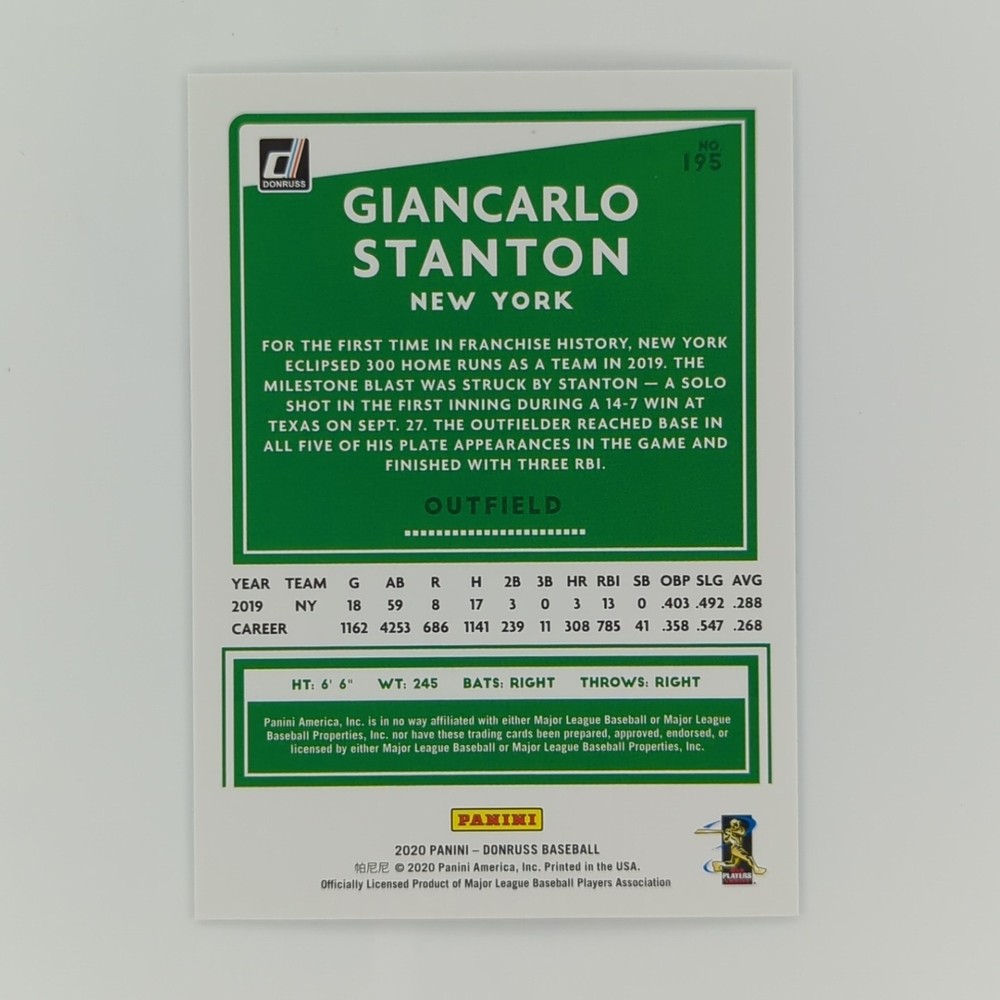 DONRUSS
NO.
195
GIANCARLO
STANTON
NEW YORK
FOR THE FIRST TIME IN FRANCHISE HISTORY, NEW YORK
ECLIPSED 300 HOME RUNS AS A TEAM IN 2019. THE
MILESTONE BLAST WAS STRUCK BY STANTON — A SOLO
SHOT IN THE FIRST INNING DURING A 14-7 WIN AT
TEXAS ON SEPT. 27. THE OUTFIELDER REACHED BASE IN
ALL FIVE OF HIS PLATE APPEARANCES IN THE GAME AND
FINISHED WITH THREE RBI.
OUTFIELD
YEAR TEAM G AB R H 2B 3B HR RBI SB OBP SLG AVG
2019 NY 18 59 8 17 3 0 3 13 0 .403 .492 .288
CAREER 1162 4253 686 1141 239 11 308 785 41 .358 .547 .268
HT: 6' 6" WT: 245 BATS: RIGHT THROWS: RIGHT
Panini America, Inc. is in no way affiliated with either Major League Baseball or Major League
Baseball Properties, Inc. nor have these trading cards been prepared, approved, endorsed, or
licensed by either Major League Baseball or Major League Baseball Properties, Inc.
PANINI
2020 PANINI – DONRUSS BASEBALL
帕尼尼 © 2020 Panini America, Inc. Printed in the USA.
Officially Licensed Product of Major League Baseball Players Association
PLAYERS